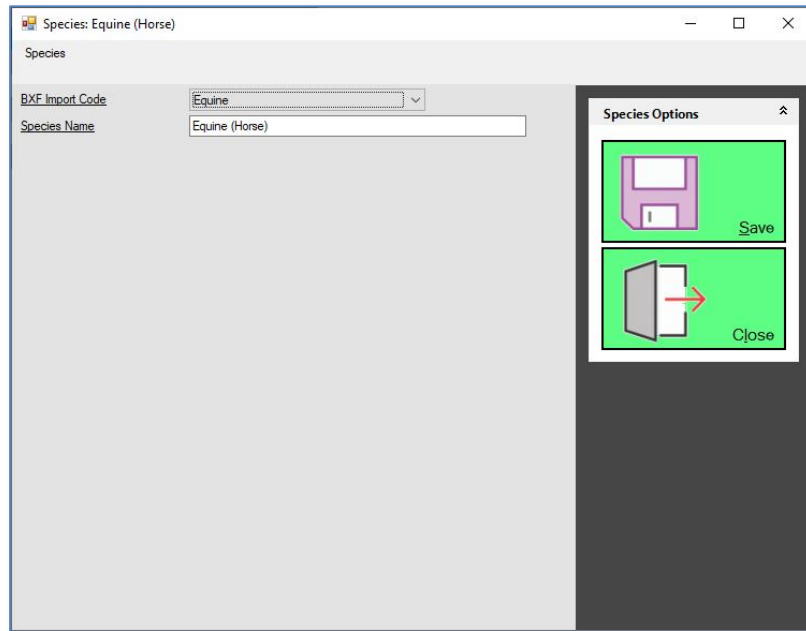 Species: Equine (Horse)
Species
BXF Import Code
Equine
Species Name
Equine (Horse)
Species Options
Save
Close